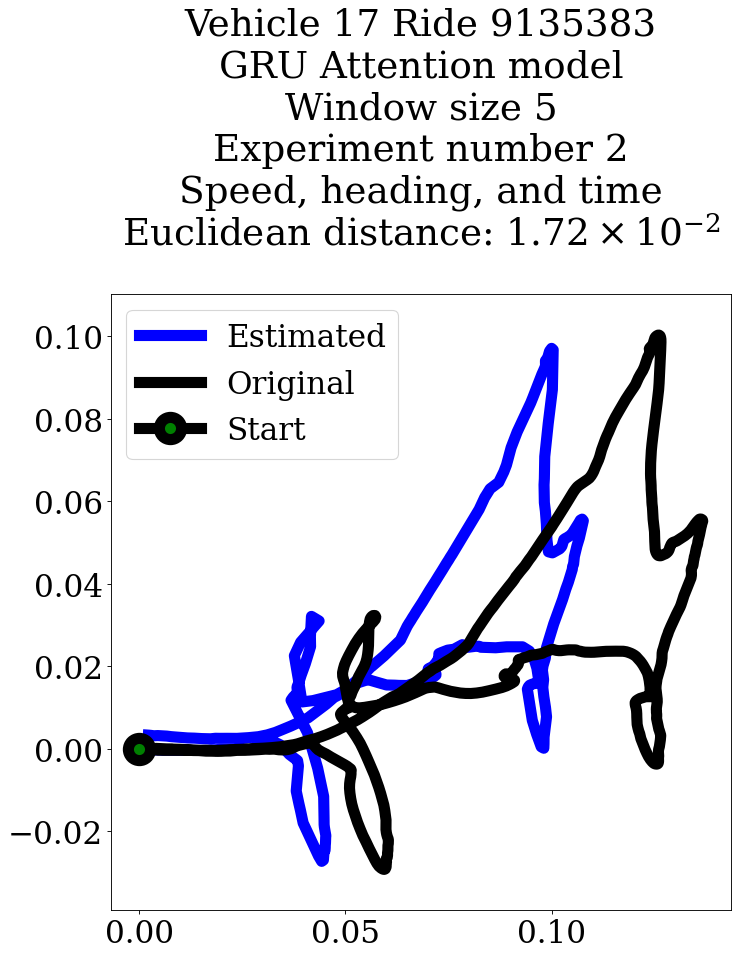 Vehicle 17 Ride 9135383
GRU Attention model
Window size 5
Experiment number 2
Speed, heading, and time
Euclidean distance: 1.72 × 10⁻²
Estimated
Original
Start
0.10
0.08
0.06
0.04
0.02
0.00
−0.02
0.00 0.05 0.10